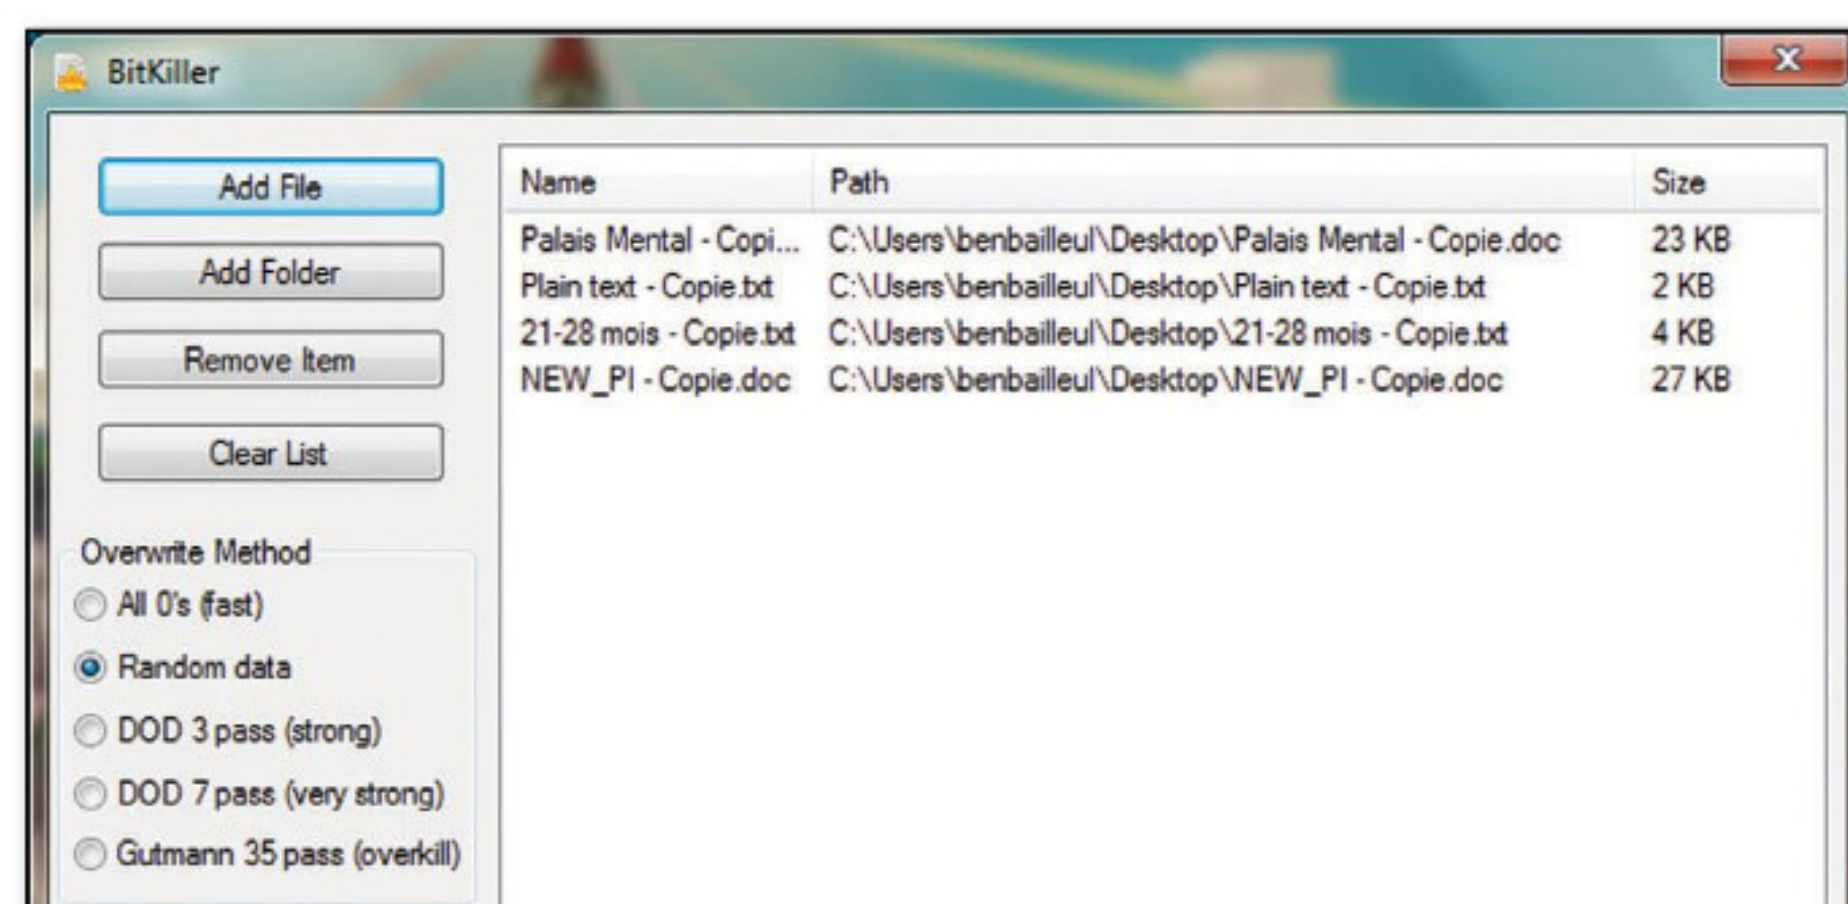 BitKiller
Add File
Add Folder
Remove Item
Clear List
Overwrite Method
All 0's (fast)
Random data
DOD 3 pass (strong)
DOD 7 pass (very strong)
Gutmann 35 pass (overkill)
Name Path Size
Palais Mental - Copi... C:\Users\benbailleul\Desktop\Palais Mental - Copie.doc 23 KB
Plain text - Copie.txt C:\Users\benbailleul\Desktop\Plain text - Copie.txt 2 KB
21-28 mois - Copie.txt C:\Users\benbailleul\Desktop\21-28 mois - Copie.txt 4 KB
NEW_PI - Copie.doc C:\Users\benbailleul\Desktop\NEW_PI - Copie.doc 27 KB